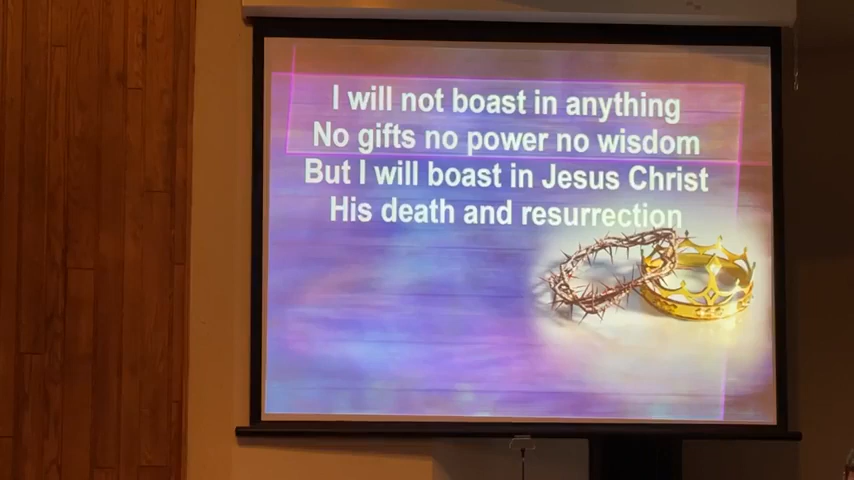 I will not boast in anything
No gifts no power no wisdom
But I will boast in Jesus Christ
His death and resurrection